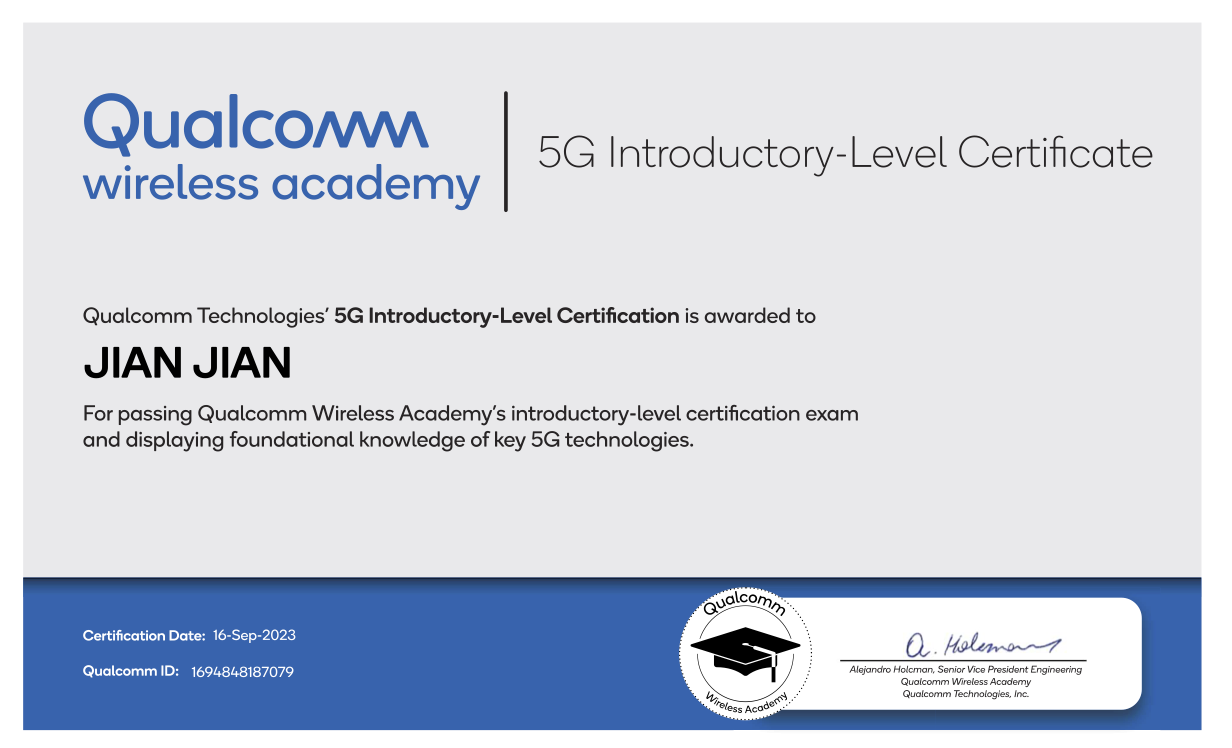 Qualcomm
wireless academy
5G Introductory-Level Certificate
Qualcomm Technologies’ 5G Introductory-Level Certification is awarded to
JIAN JIAN
For passing Qualcomm Wireless Academy’s introductory-level certification exam
and displaying foundational knowledge of key 5G technologies.
Certification Date: 16-Sep-2023
Qualcomm ID: 1694848187079
Qualcomm
Wireless Academy
A. Holcman
Alejandro Holcman, Senior Vice President Engineering
Qualcomm Wireless Academy
Qualcomm Technologies, Inc.